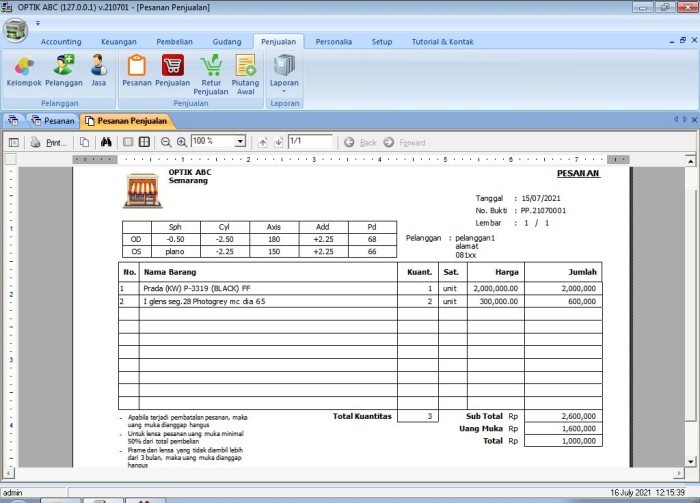 OPTIK ABC (127.0.0.1) v.210701 - [Pesanan Penjualan]
Accounting Keuangan Pembelian Gudang Penjualan Personalia Setup Tutorial & Kontak
Kelompok Pelanggan Jasa Pesanan Penjualan Retur Penjualan Piutang Awal Laporan
Pelanggan Penjualan Laporan
Pesanan Pesanan Penjualan
Print... 100 % 1/1 Back Forward
1 2 3 4 5 6 7
OPTIK ABC PESANAN
Semarang
Tanggal : 15/07/2021
No. Bukti : PP.21070001
Lembar : 1 / 1
Sph Cyl Axis Add Pd
OD -0.50 -2.50 180 +2.25 68
OS plano -2.25 150 +2.25 66
Pelanggan : pelanggan1
alamat
081xx
No. Nama Barang Kuant. Sat. Harga Jumlah
1 Prada (KW) P-3319 (BLACK) FF 1 unit 2,000,000.00 2,000,000
2 I glens seg.28 Photogrey mc dia 65 2 unit 300,000.00 600,000
Total Kuantitas 3 Sub Total Rp 2,600,000
Uang Muka Rp 1,600,000
Total Rp 1,000,000
- Apabila terjadi pembatalan pesanan, maka
uang muka dianggap hangus
- Untuk lensa pesanan uang muka minimal
50% dari total pembelian
- Frame dan lensa yang tidak diambil lebih
dari 3 bulan, maka uang muka dianggap
hangus
admin 16 July 2021 12:15:39